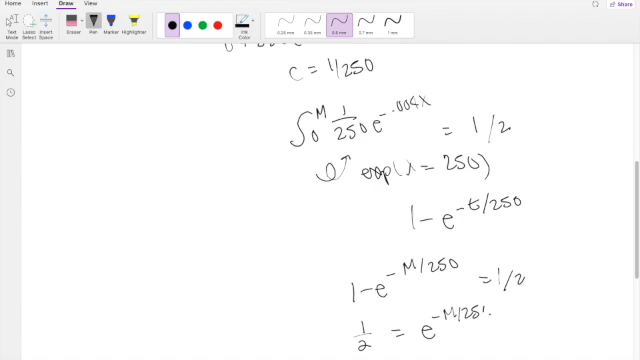 Home Insert Draw View Share
Text Mode Lasso Select Insert Space Eraser Pen Marker Highlighter 0.25 mm 0.35 mm 0.5 mm 0.7 mm 1 mm Ink Color
c = 1/250
∫₀ᴹ 1/250 e^-.004x = 1/2
exp(λ = 250)
1 - e^-t/250
1 - e^-M/250 = 1/2
1/2 = e^-M/25